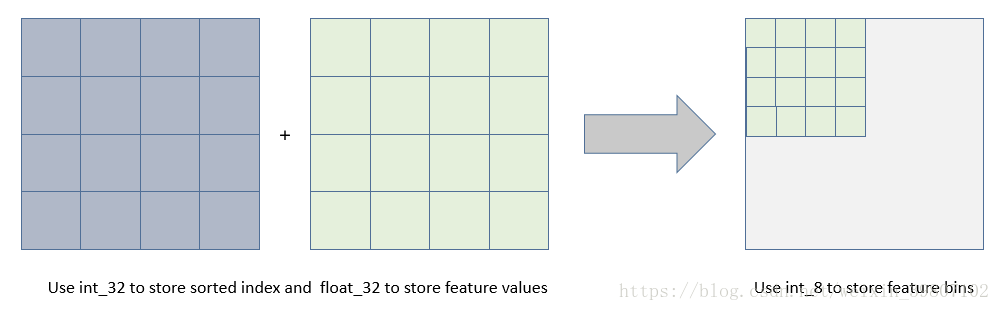 +
Use int_32 to store sorted index and  float_32 to store feature values
Use int_8 to store feature bins